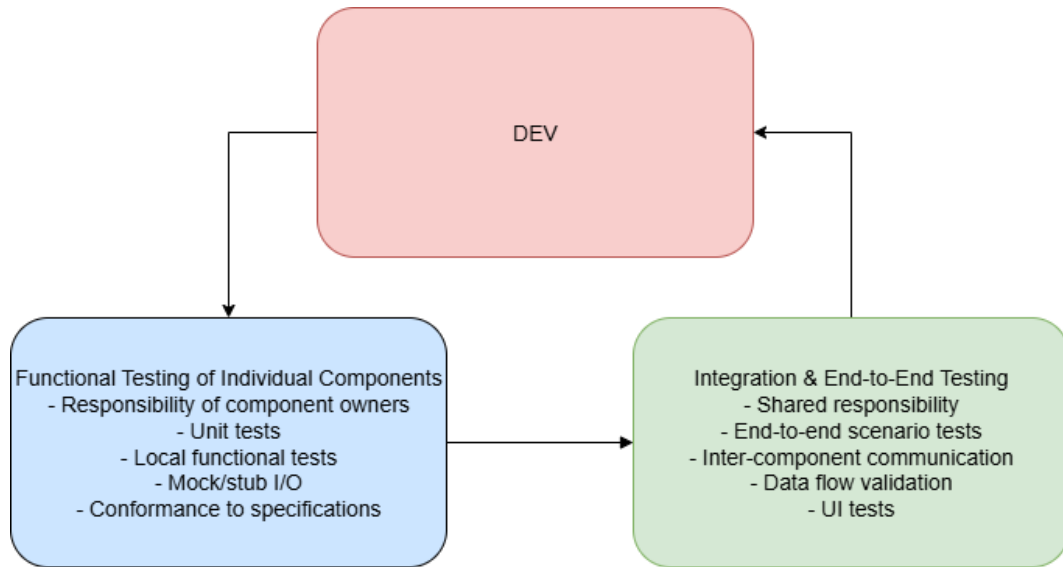 DEV
Functional Testing of Individual Components
- Responsibility of component owners
- Unit tests
- Local functional tests
- Mock/stub I/O
- Conformance to specifications
Integration & End-to-End Testing
- Shared responsibility
- End-to-end scenario tests
- Inter-component communication
- Data flow validation
- UI tests